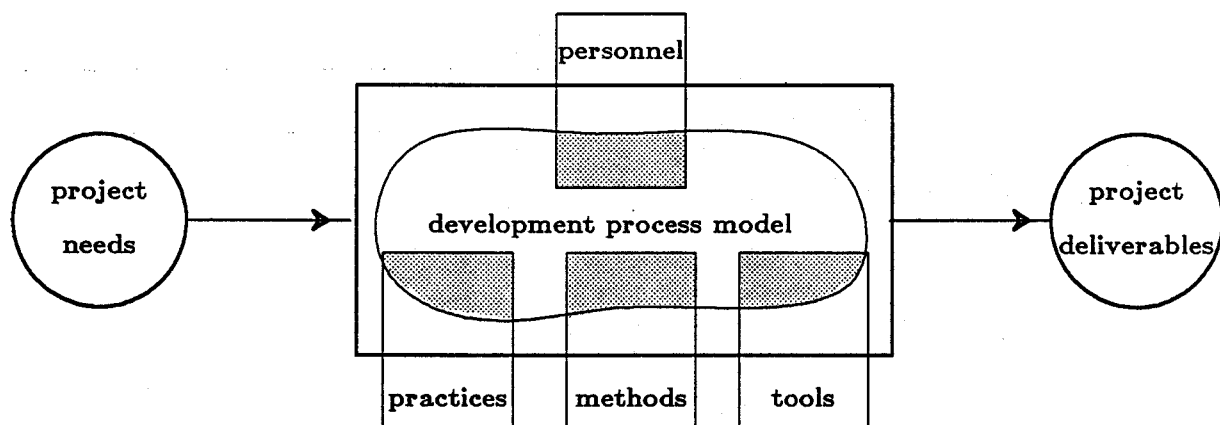 personnel
project
needs
development process model
project
deliverables
practices
methods
tools